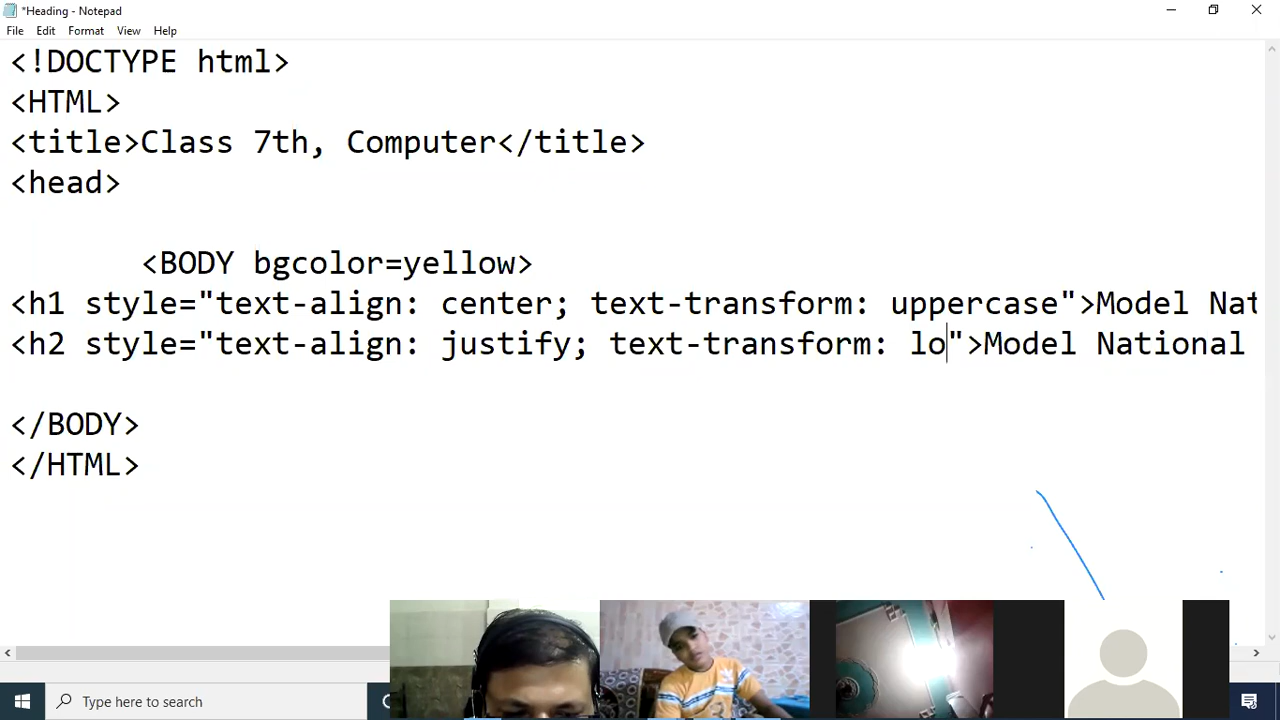 *Heading - Notepad
File Edit Format View Help
<!DOCTYPE html>
<HTML>
<title>Class 7th, Computer</title>
<head>
<BODY bgcolor=yellow>
<h1 style="text-align: center; text-transform: uppercase">Model Nat
<h2 style="text-align: justify; text-transform: lo">Model National
</BODY>
</HTML>
Type here to search